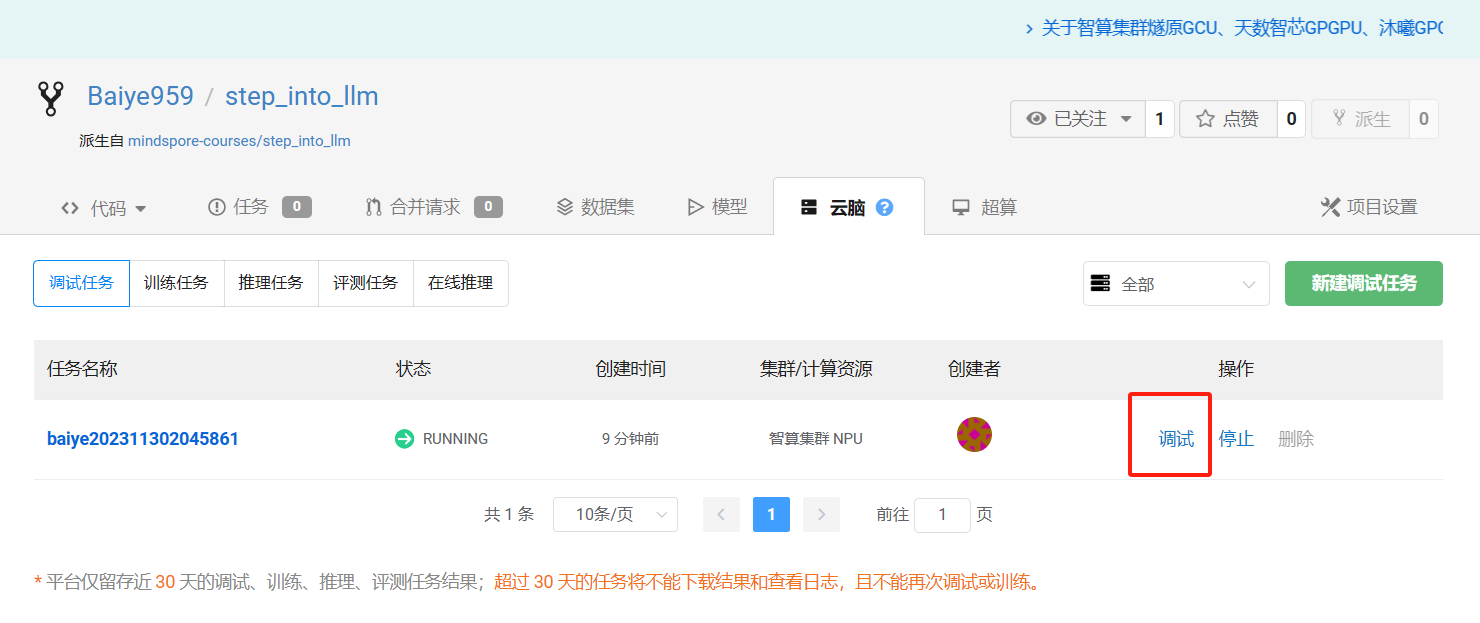 关于智算集群燧原GCU、天数智芯GPGPU、沐曦GPG
Baiye959 / step_into_llm
已关注 1 点赞 0 派生 0
派生自 mindspore-courses/step_into_llm
代码 任务 0 合并请求 0 数据集 模型 云脑 ? 超算 项目设置
调试任务 训练任务 推理任务 评测任务 在线推理 全部 新建调试任务
任务名称 状态 创建时间 集群/计算资源 创建者 操作
baiye202311302045861 RUNNING 9 分钟前 智算集群 NPU 调试 停止 删除
共 1 条 10条/页 1 前往 1 页
* 平台仅留存近 30 天的调试、训练、推理、评测任务结果；超过 30 天的任务将不能下载结果和查看日志，且不能再次调试或训练。